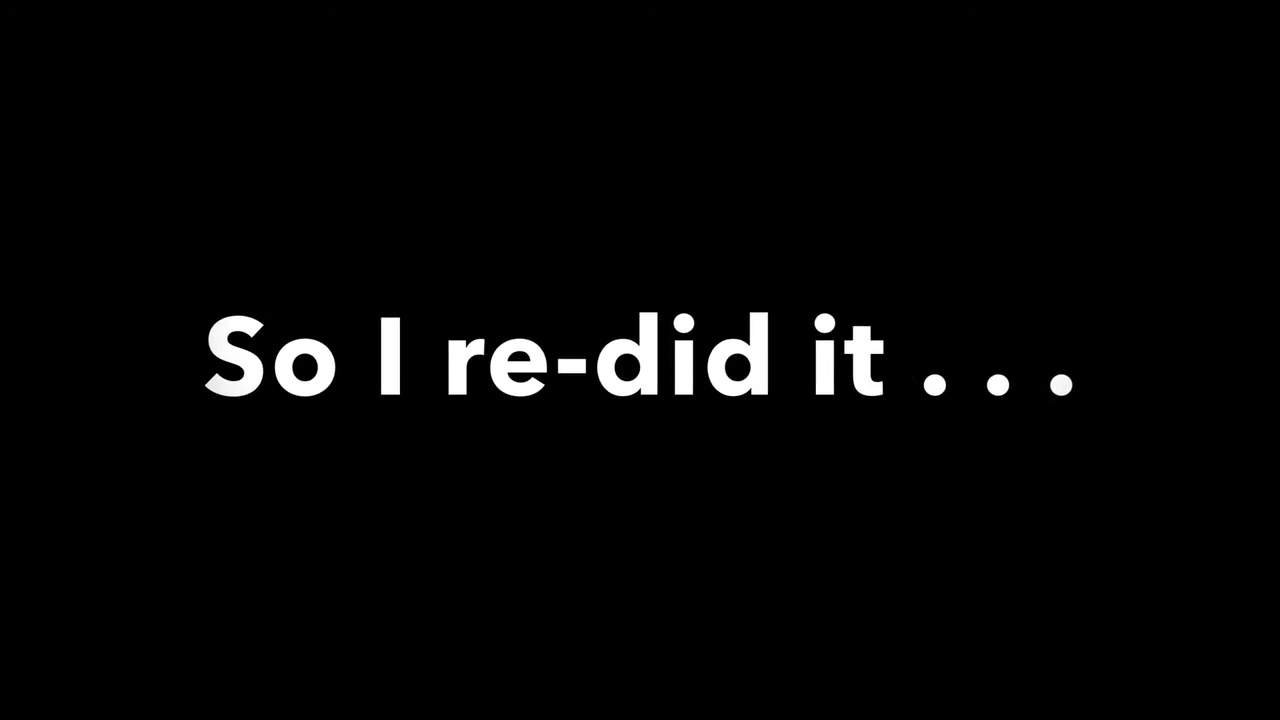 So I re-did it . . .